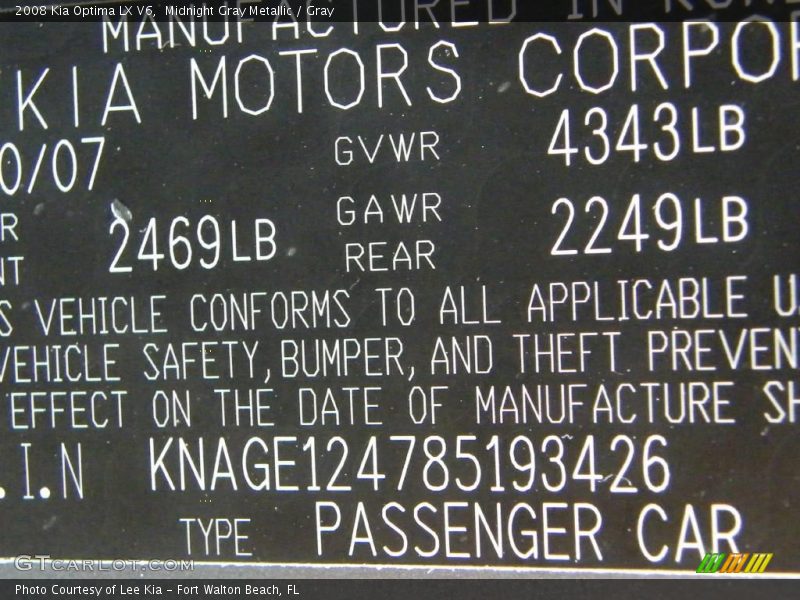 2008 Kia Optima LX V6, Midnight Gray Metallic / Gray
MANUFACTURED IN KOREA
KIA MOTORS CORPOR
0/07 GVWR 4343LB
R 2469LB GAWR 2249LB
NT REAR
S VEHICLE CONFORMS TO ALL APPLICABLE U
VEHICLE SAFETY, BUMPER, AND THEFT PREVEN
EFFECT ON THE DATE OF MANUFACTURE SH
.I.N KNAGE124785193426
TYPE PASSENGER CAR
GTcarlot.com
Photo Courtesy of Lee Kia – Fort Walton Beach, FL